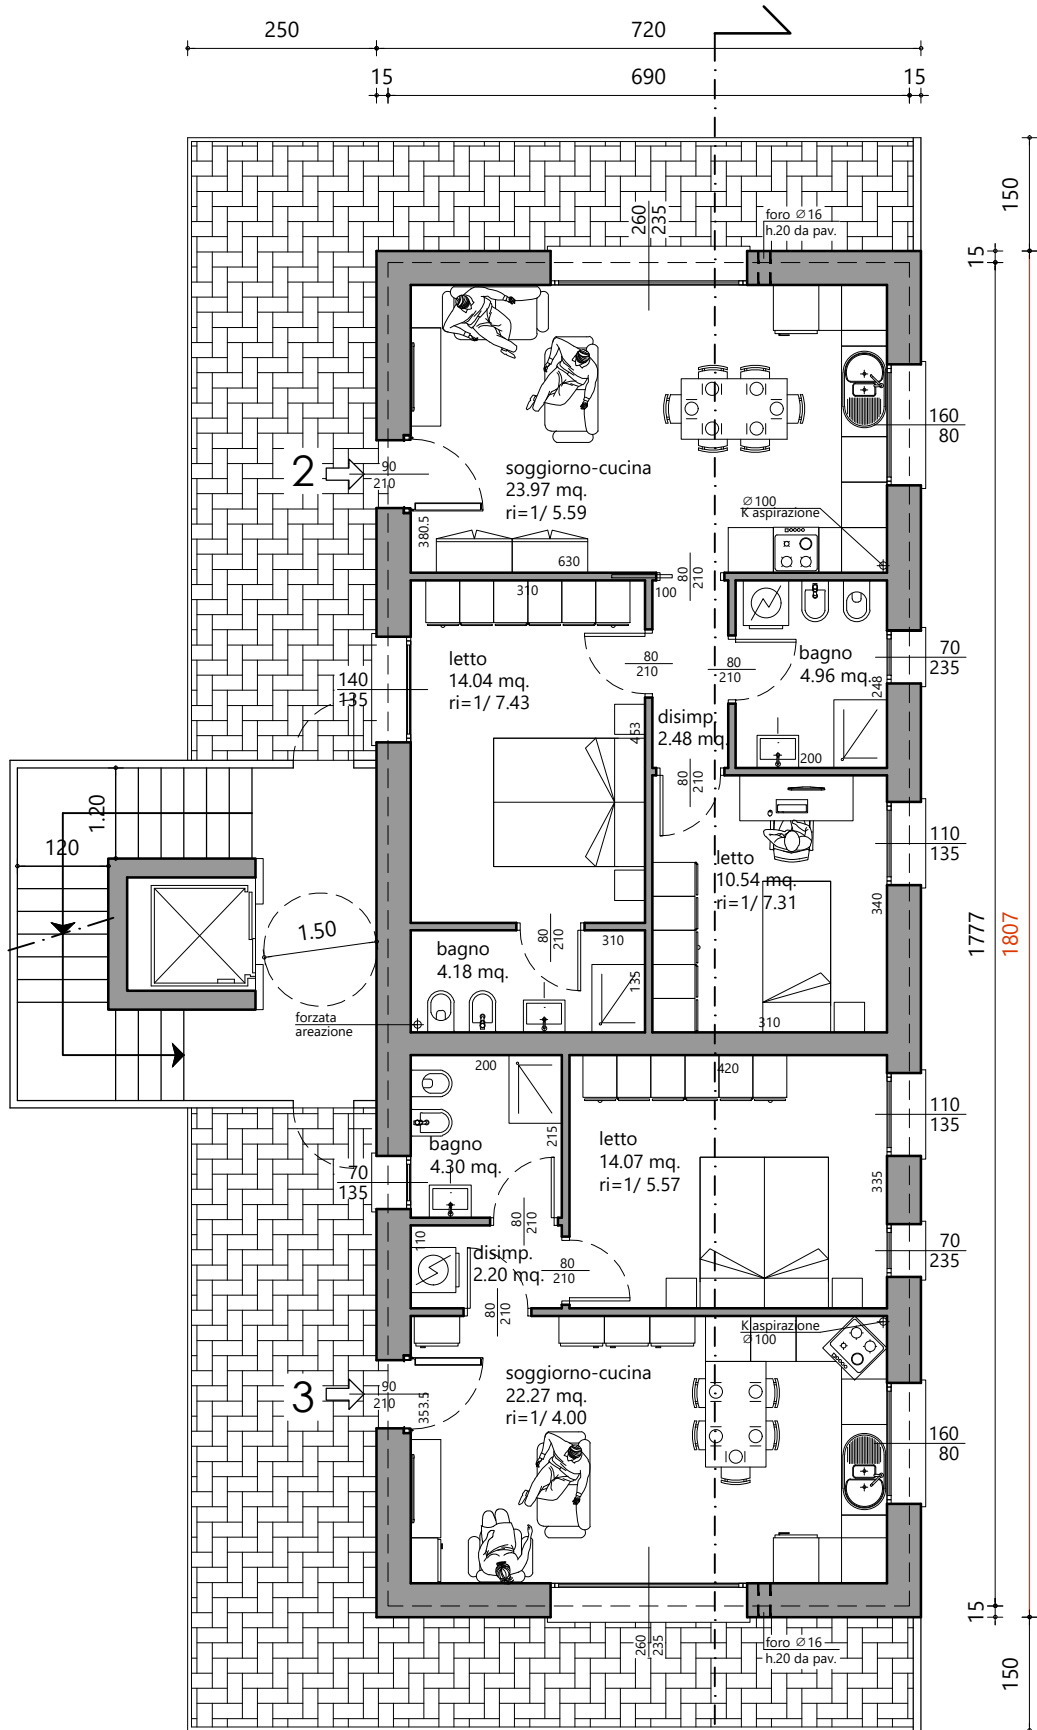 250
720
15
690
15
150
260
235
foro ∅16
h.20 da pav.
15
160
80
2
90
210
soggiorno-cucina
23.97 mq.
ri=1/ 5.59
∅100
K aspirazione
380.5
630
80
210
310
100
letto
14.04 mq.
ri=1/ 7.43
80
210
80
210
bagno
4.96 mq.
70
235
248
140
135
453
disimp.
2.48 mq.
200
80
210
1.20
120
110
135
letto
10.54 mq.
ri=1/ 7.31
340
1777
1807
1.50
80
210
310
bagno
4.18 mq.
135
forzata
areazione
310
200
420
110
135
bagno
4.30 mq.
215
letto
14.07 mq.
ri=1/ 5.57
335
70
135
80
210
110
disimp.
2.20 mq.
80
210
70
235
80
210
K aspirazione
∅100
3
90
210
soggiorno-cucina
22.27 mq.
ri=1/ 4.00
353.5
160
80
15
260
235
foro ∅16
h.20 da pav.
150